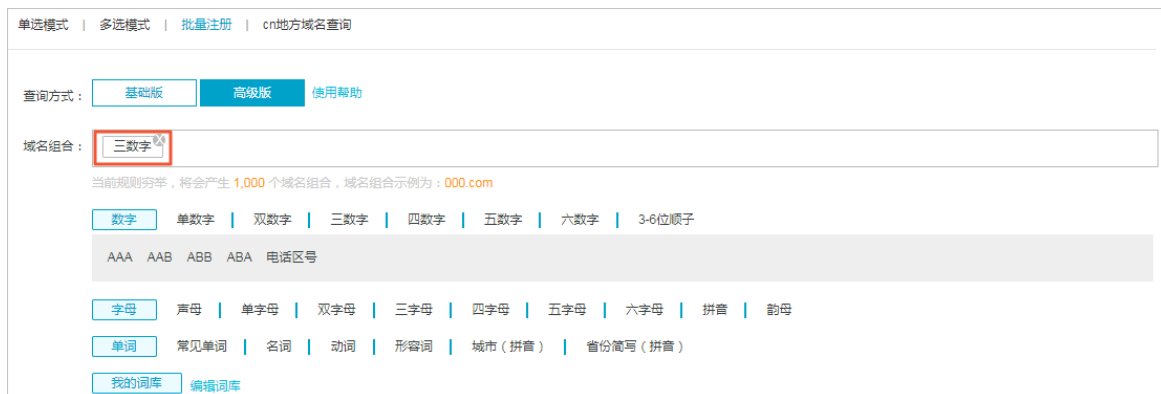 单选模式 | 多选模式 | 批量注册 | cn地方域名查询
查询方式： 基础版 高级版 使用帮助
域名组合： 三数字 X
当前规则穷举，将会产生 1,000 个域名组合，域名组合示例为：000.com
数字 单数字 | 双数字 | 三数字 | 四数字 | 五数字 | 六数字 | 3-6位顺子
AAA AAB ABB ABA 电话区号
字母 声母 | 单字母 | 双字母 | 三字母 | 四字母 | 五字母 | 六字母 | 拼音 | 韵母
单词 常见单词 | 名词 | 动词 | 形容词 | 城市（拼音） | 省份简写（拼音）
我的词库 编辑词库